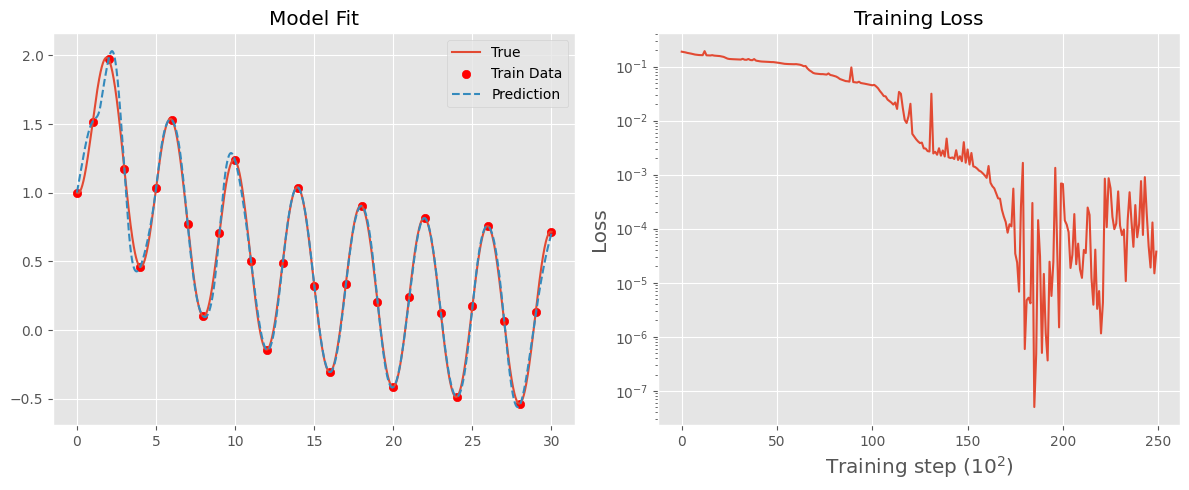 Model Fit
True
Train Data
Prediction
2.0
1.5
1.0
0.5
0.0
−0.5
0 5 10 15 20 25 30
Training Loss
Loss
10⁻¹
10⁻²
10⁻³
10⁻⁴
10⁻⁵
10⁻⁶
10⁻⁷
0 50 100 150 200 250
Training step (10²)